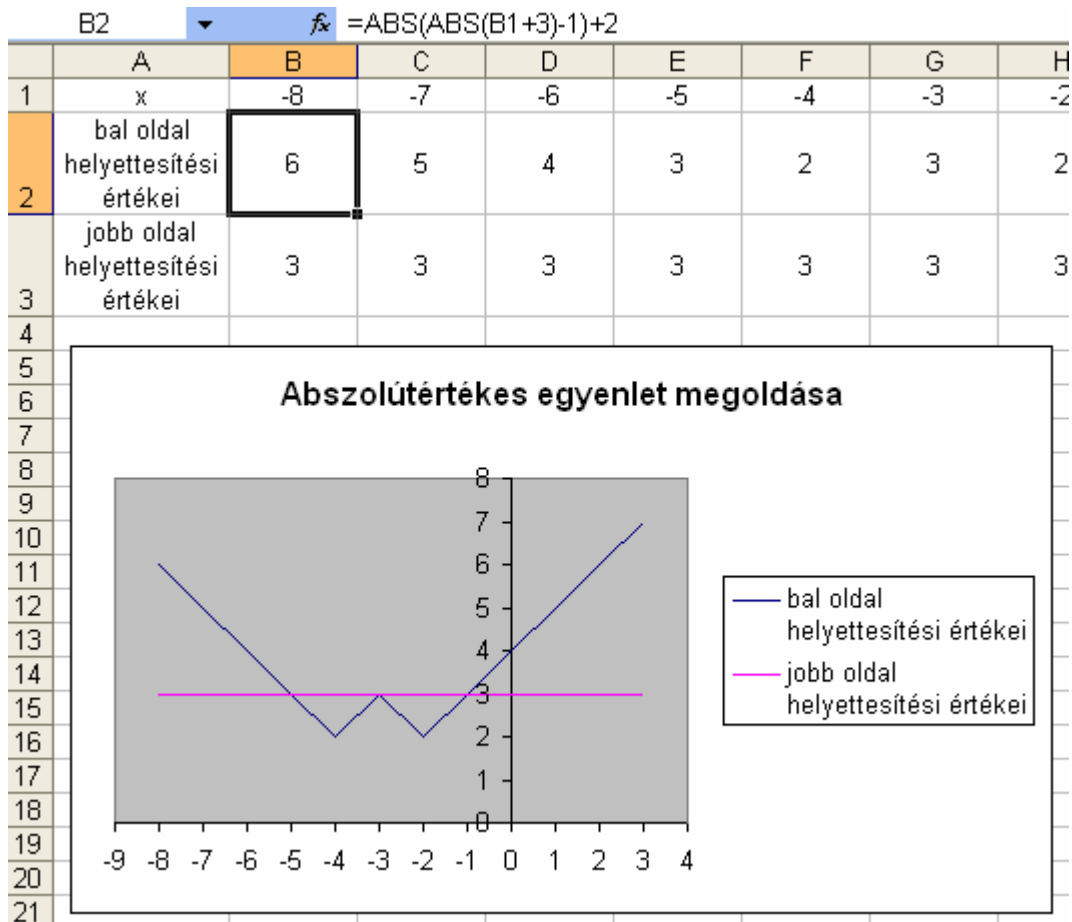 B2 fx =ABS(ABS(B1+3)-1)+2
A B C D E F G H
1 x -8 -7 -6 -5 -4 -3 -2
bal oldal
helyettesítési
értékei
2 6 5 4 3 2 3 2
jobb oldal
helyettesítési
értékei
3 3 3 3 3 3 3 3
4
5
6
7
8
9
10
11
12
13
14
15
16
17
18
19
20
21
Abszolútértékes egyenlet megoldása
8
7
6
5
4
3
2
1
0
-9 -8 -7 -6 -5 -4 -3 -2 -1 0 1 2 3 4
bal oldal
helyettesítési értékei
jobb oldal
helyettesítési értékei